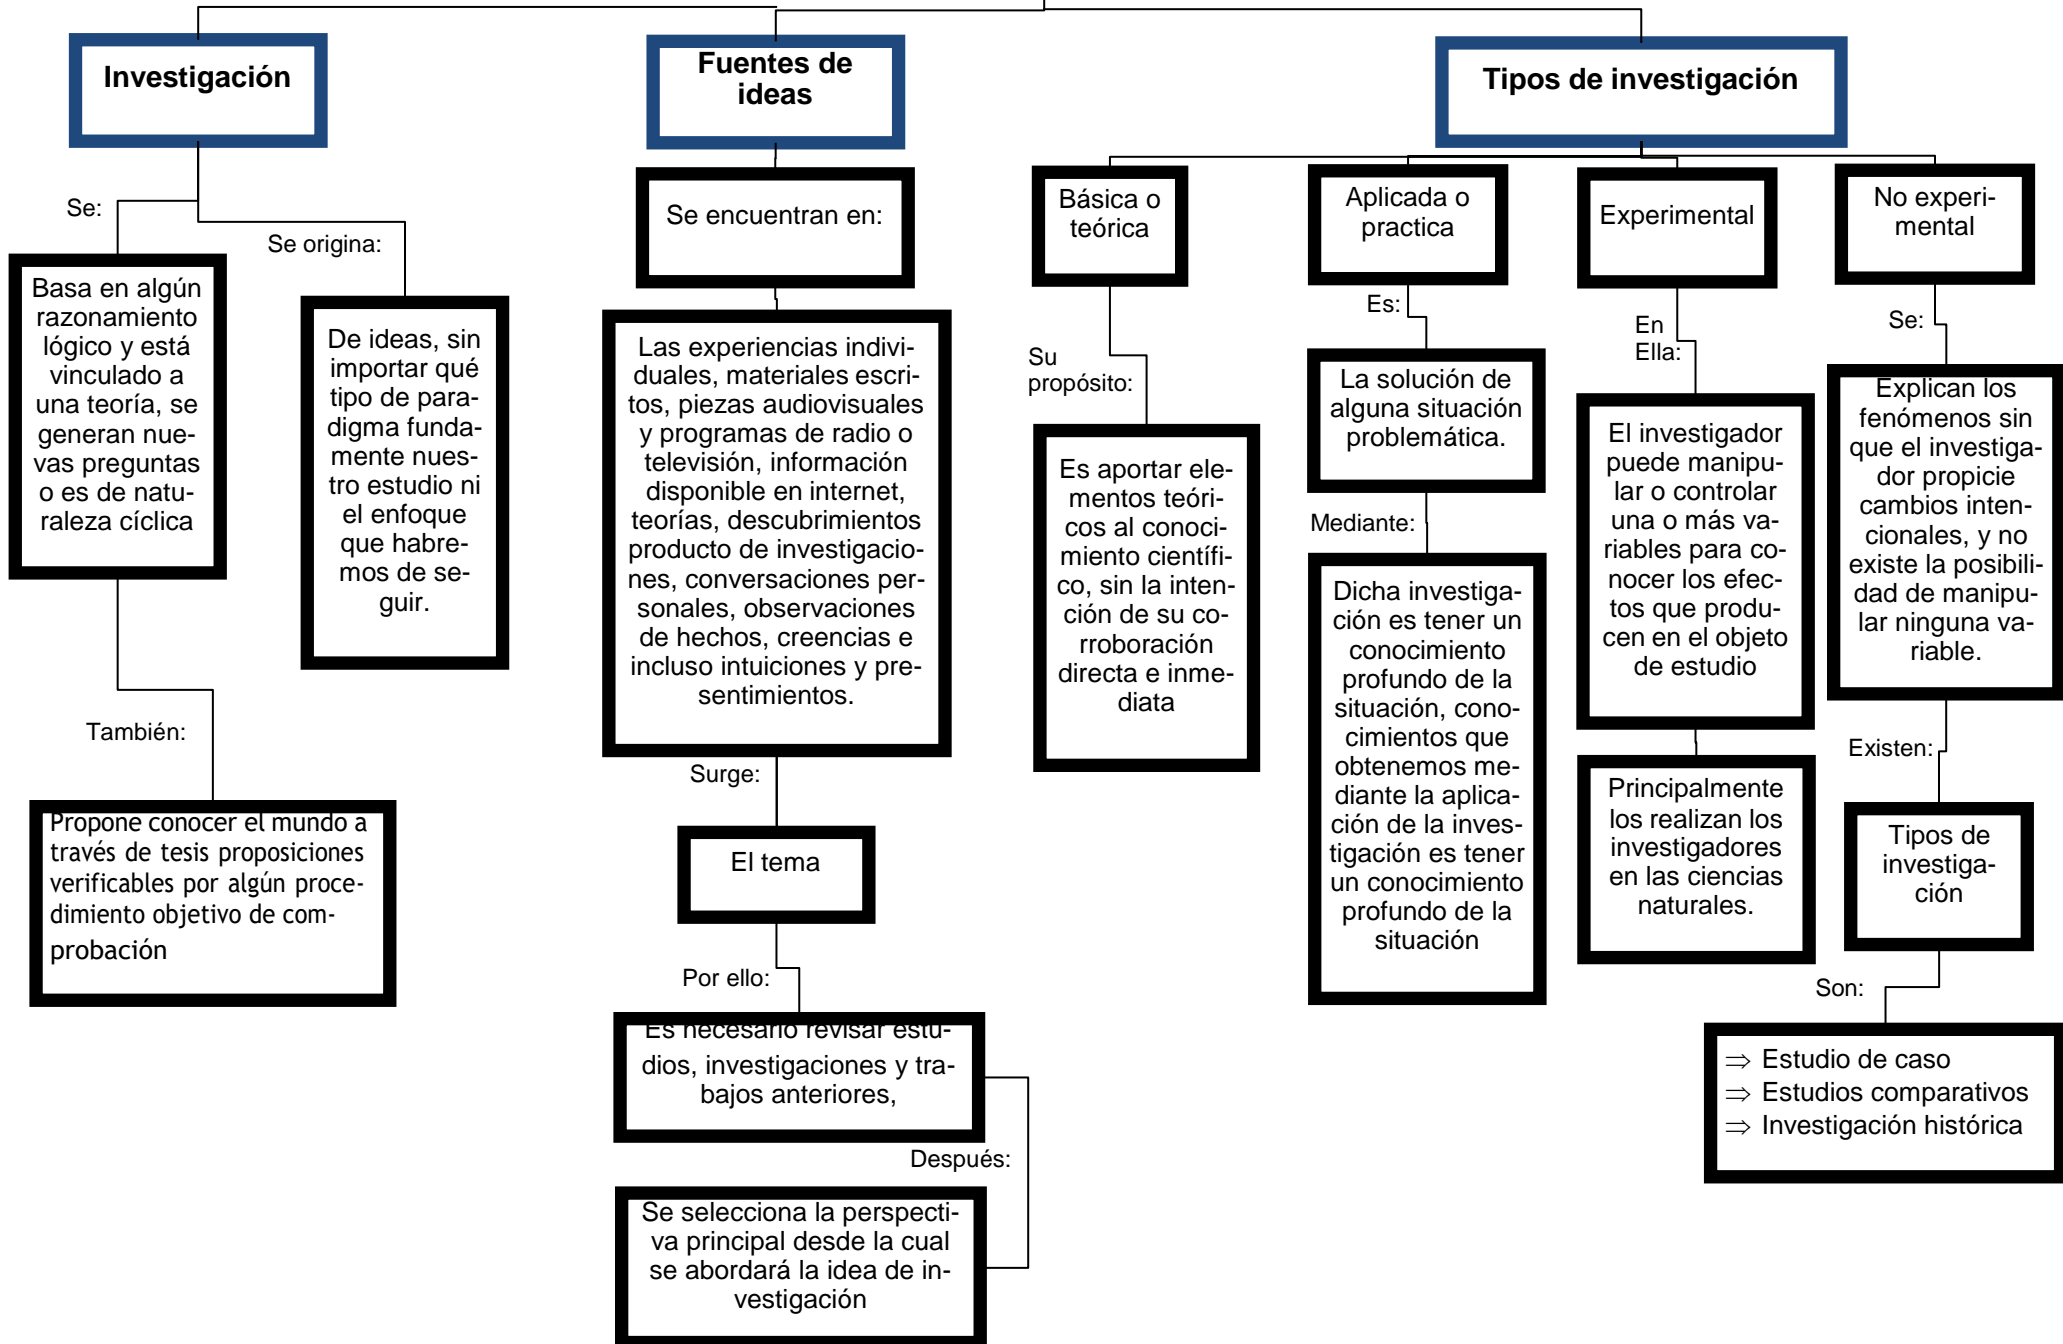 Investigación
Se:
Basa en algún
razonamiento
lógico y está
vinculado a
una teoría, se
generan nue-
vas preguntas
o es de natu-
raleza cíclica
Se origina:
De ideas, sin
importar qué
tipo de para-
digma funda-
mente nues-
tro estudio ni
el enfoque
que habre-
mos de se-
guir.
También:
Propone conocer el mundo a
través de tesis proposiciones
verificables por algún proce-
dimiento objetivo de com-
probación
Fuentes de
ideas
Se encuentran en:
Las experiencias indivi-
duales, materiales escri-
tos, piezas audiovisuales
y programas de radio o
televisión, información
disponible en internet,
teorías, descubrimientos
producto de investigacio-
nes, conversaciones per-
sonales, observaciones
de hechos, creencias e
incluso intuiciones y pre-
sentimientos.
Surge:
El tema
Por ello:
Es necesario revisar estu-
dios, investigaciones y tra-
bajos anteriores,
Después:
Se selecciona la perspecti-
va principal desde la cual
se abordará la idea de in-
vestigación
Tipos de investigación
Básica o
teórica
Su
propósito:
Es aportar ele-
mentos teóri-
cos al conoci-
miento científi-
co, sin la inten-
ción de su co-
rroboración
directa e inme-
diata
Aplicada o
practica
Es:
La solución de
alguna situación
problemática.
Mediante:
Dicha investiga-
ción es tener un
conocimiento
profundo de la
situación, cono-
cimientos que
obtenemos me-
diante la aplica-
ción de la inves-
tigación es tener
un conocimiento
profundo de la
situación
Experimental
En
Ella:
El investigador
puede manipu-
lar o controlar
una o más va-
riables para co-
nocer los efec-
tos que produ-
cen en el objeto
de estudio
Principalmente
los realizan los
investigadores
en las ciencias
naturales.
No experi-
mental
Se:
Explican los
fenómenos sin
que el investiga-
dor propicie
cambios inten-
cionales, y no
existe la posibili-
dad de manipu-
lar ninguna va-
riable.
Existen:
Tipos de
investiga-
ción
Son:
⇒ Estudio de caso
⇒ Estudios comparativos
⇒ Investigación histórica